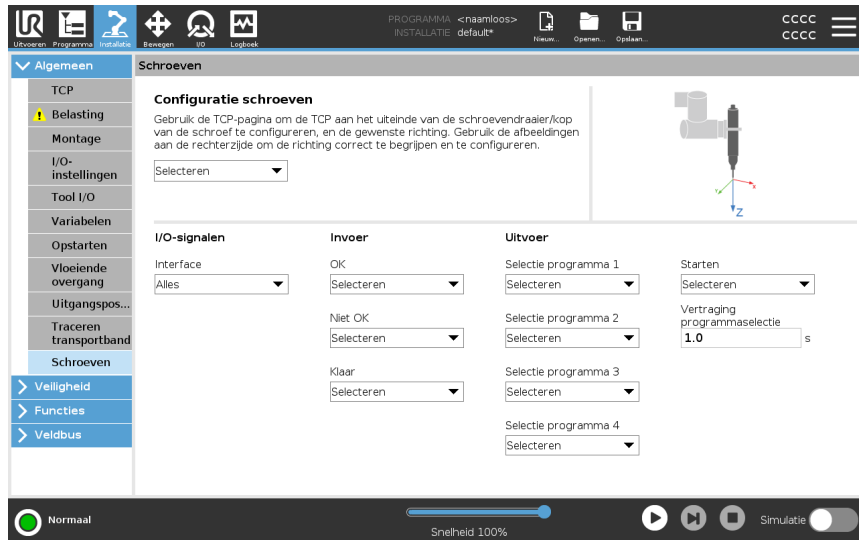 UR
PROGRAMMA <naamloos>
INSTALLATIE default*
cccc
cccc
Uitvoeren Programma Installatie Bewegen I/O Logboek Nieuw... Openen... Opslaan...
Algemeen
TCP
Belasting
Montage
I/O-
instellingen
Tool I/O
Variabelen
Opstarten
Vloeiende
overgang
Uitgangspos...
Traceren
transportband
Schroeven
Veiligheid
Functies
Veldbus
Schroeven
Configuratie schroeven
Gebruik de TCP-pagina om de TCP aan het uiteinde van de schroevendraaier/kop
van de schroef te configureren, en de gewenste richting. Gebruik de afbeeldingen
aan de rechterzijde om de richting correct te begrijpen en te configureren.
Selecteren
Y
X
Z
I/O-signalen
Interface
Alles
Invoer
OK
Selecteren
Niet OK
Selecteren
Klaar
Selecteren
Uitvoer
Selectie programma 1
Selecteren
Selectie programma 2
Selecteren
Selectie programma 3
Selecteren
Selectie programma 4
Selecteren
Starten
Selecteren
Vertraging
programmaselectie
1.0 s
Normaal
Snelheid 100%
Simulatie